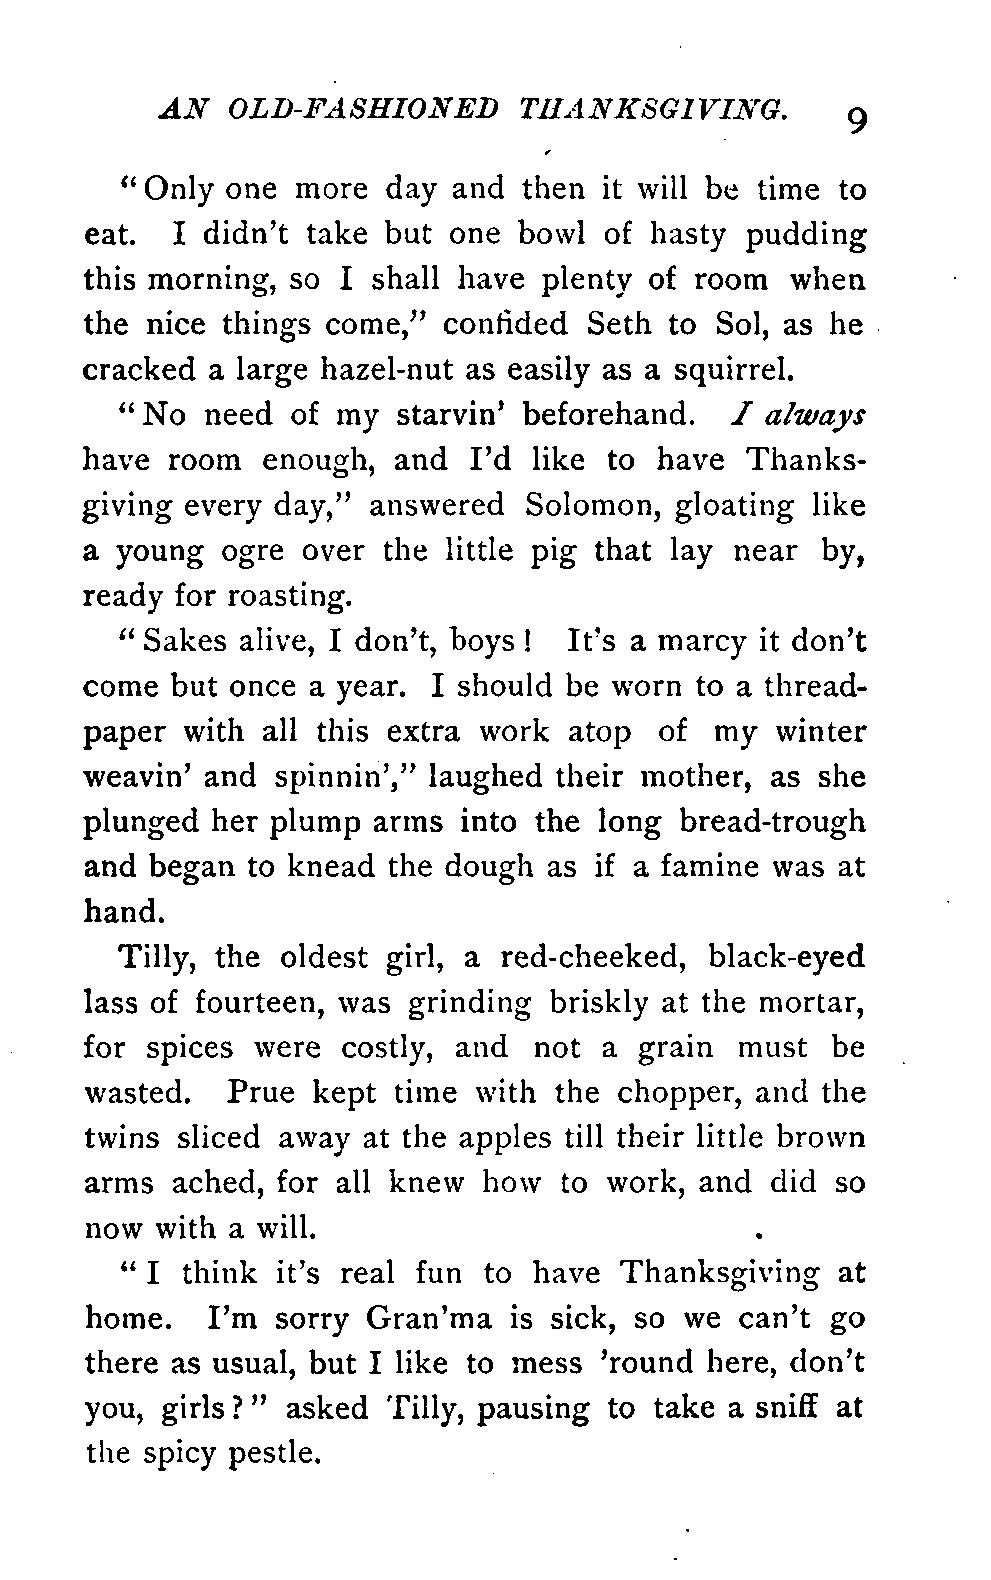 AN OLD-FASHIONED THANKSGIVING. 9
"Only one more day and then it will be time to
eat. I didn't take but one bowl of hasty pudding
this morning, so I shall have plenty of room when
the nice things come," confided Seth to Sol, as he
cracked a large hazel-nut as easily as a squirrel.
"No need of my starvin' beforehand. I always
have room enough, and I'd like to have Thanks-
giving every day," answered Solomon, gloating like
a young ogre over the little pig that lay near by,
ready for roasting.
"Sakes alive, I don't, boys! It's a marcy it don't
come but once a year. I should be worn to a thread-
paper with all this extra work atop of my winter
weavin' and spinnin'," laughed their mother, as she
plunged her plump arms into the long bread-trough
and began to knead the dough as if a famine was at
hand.
Tilly, the oldest girl, a red-cheeked, black-eyed
lass of fourteen, was grinding briskly at the mortar,
for spices were costly, and not a grain must be
wasted. Prue kept time with the chopper, and the
twins sliced away at the apples till their little brown
arms ached, for all knew how to work, and did so
now with a will.
"I think it's real fun to have Thanksgiving at
home. I'm sorry Gran'ma is sick, so we can't go
there as usual, but I like to mess 'round here, don't
you, girls?" asked Tilly, pausing to take a sniff at
the spicy pestle.